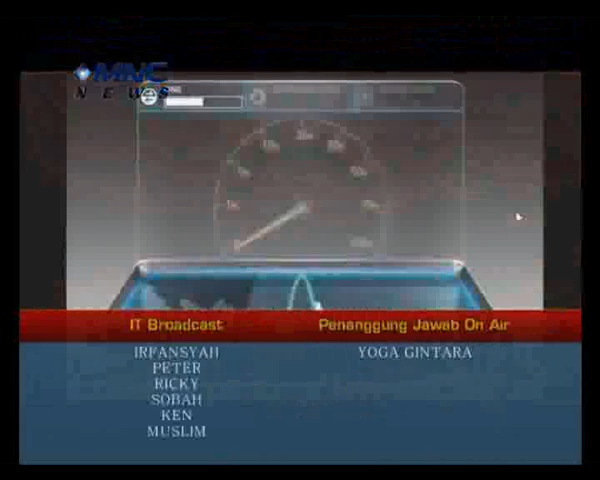 MNC
NEWS
IT Broadcast
IRFANSYAH
PETER
RICKY
SOBAH
KEN
MUSLIM
Penanggung Jawab On Air
YOGA GINTARA